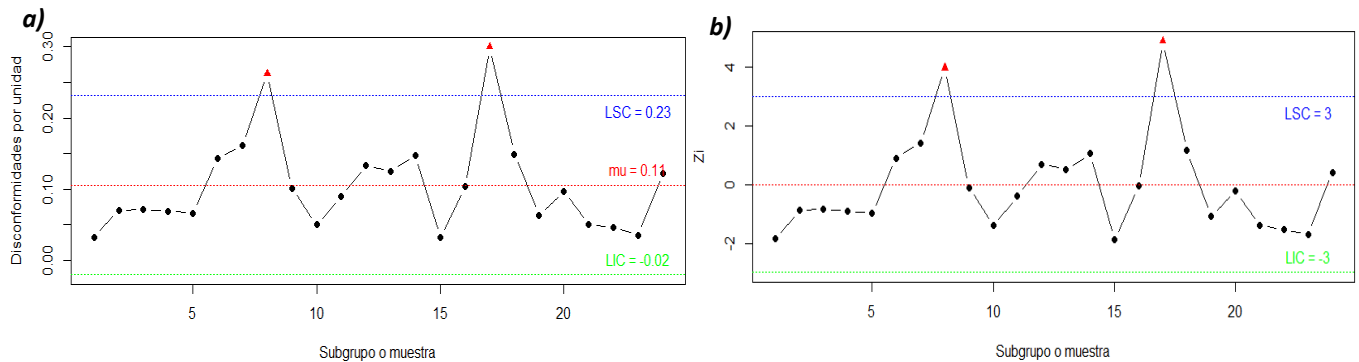 a)
Disconformidades por unidad
0.30
0.20
0.10
0.00
LSC = 0.23
mu = 0.11
LIC = -0.02
5
10
15
20
Subgrupo o muestra
b)
Zi
4
2
0
-2
LSC = 3
LIC = -3
5
10
15
20
Subgrupo o muestra